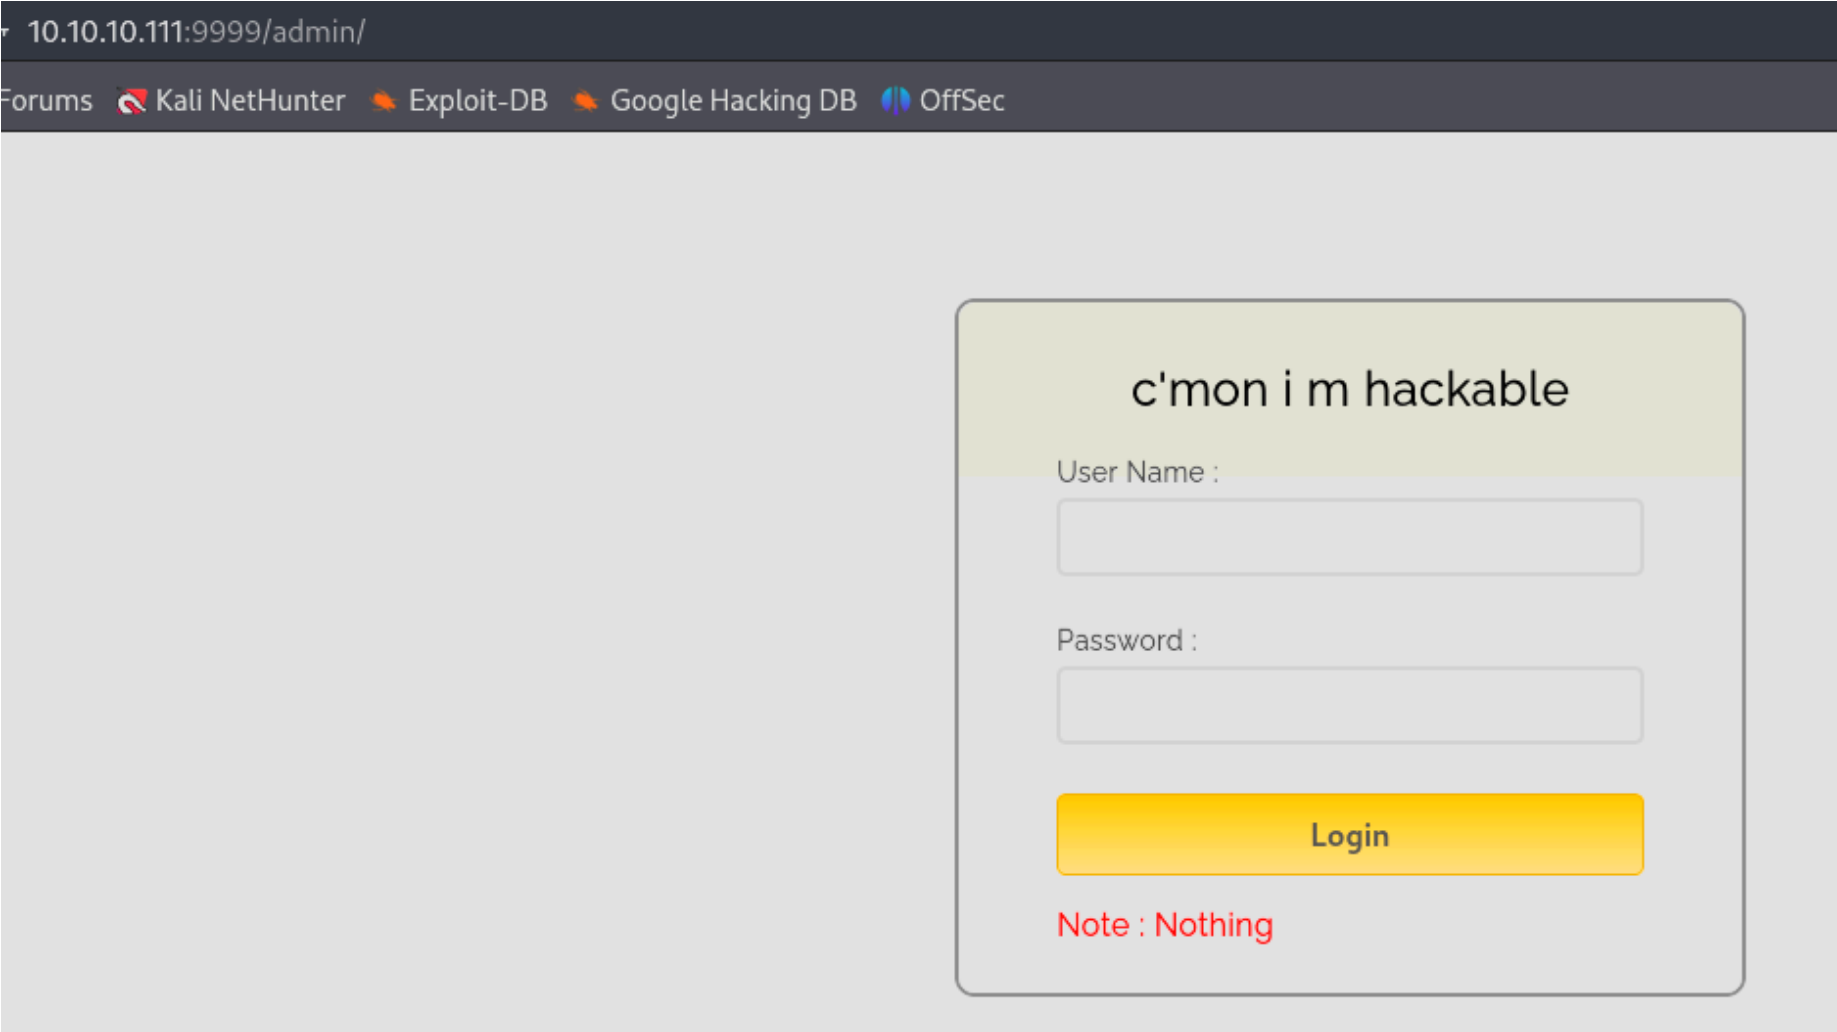 10.10.10.111:9999/admin/
Forums Kali NetHunter Exploit-DB Google Hacking DB OffSec
c'mon i m hackable
User Name :
Password :
Login
Note : Nothing